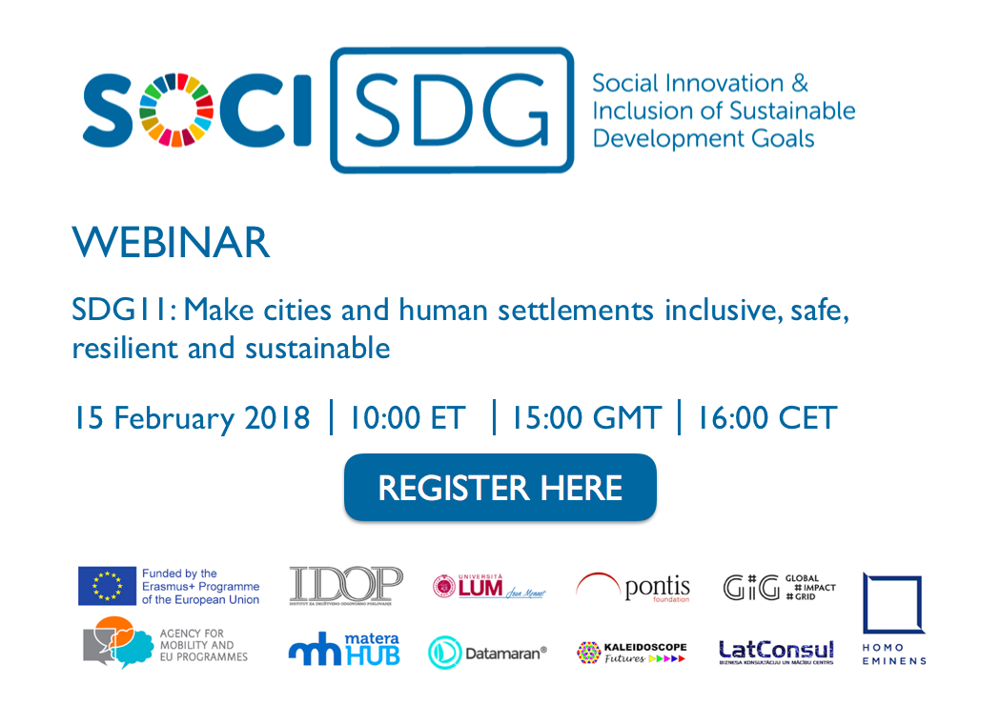 SOCI SDG
Social Innovation &
Inclusion of Sustainable
Development Goals
WEBINAR
SDG11: Make cities and human settlements inclusive, safe,
resilient and sustainable
15 February 2018 | 10:00 ET | 15:00 GMT | 16:00 CET
REGISTER HERE
Funded by the
Erasmus+ Programme
of the European Union
IDOP
INSTITUT ZA DRUŠTVENO ODGOVORNO POSLOVANJE
UNIVERSITÀ
LUM
Jean Monnet
pontis
foundation
GiG
GLOBAL
#IMPACT
#GRID
HOMO
EMINENS
AGENCY FOR
MOBILITY AND
EU PROGRAMMES
mh
matera
HUB
Datamaran®
KALEIDOSCOPE
Futures
LatConsul
BIZNESA KONSULTĀCIJU UN MĀCĪBU CENTRS